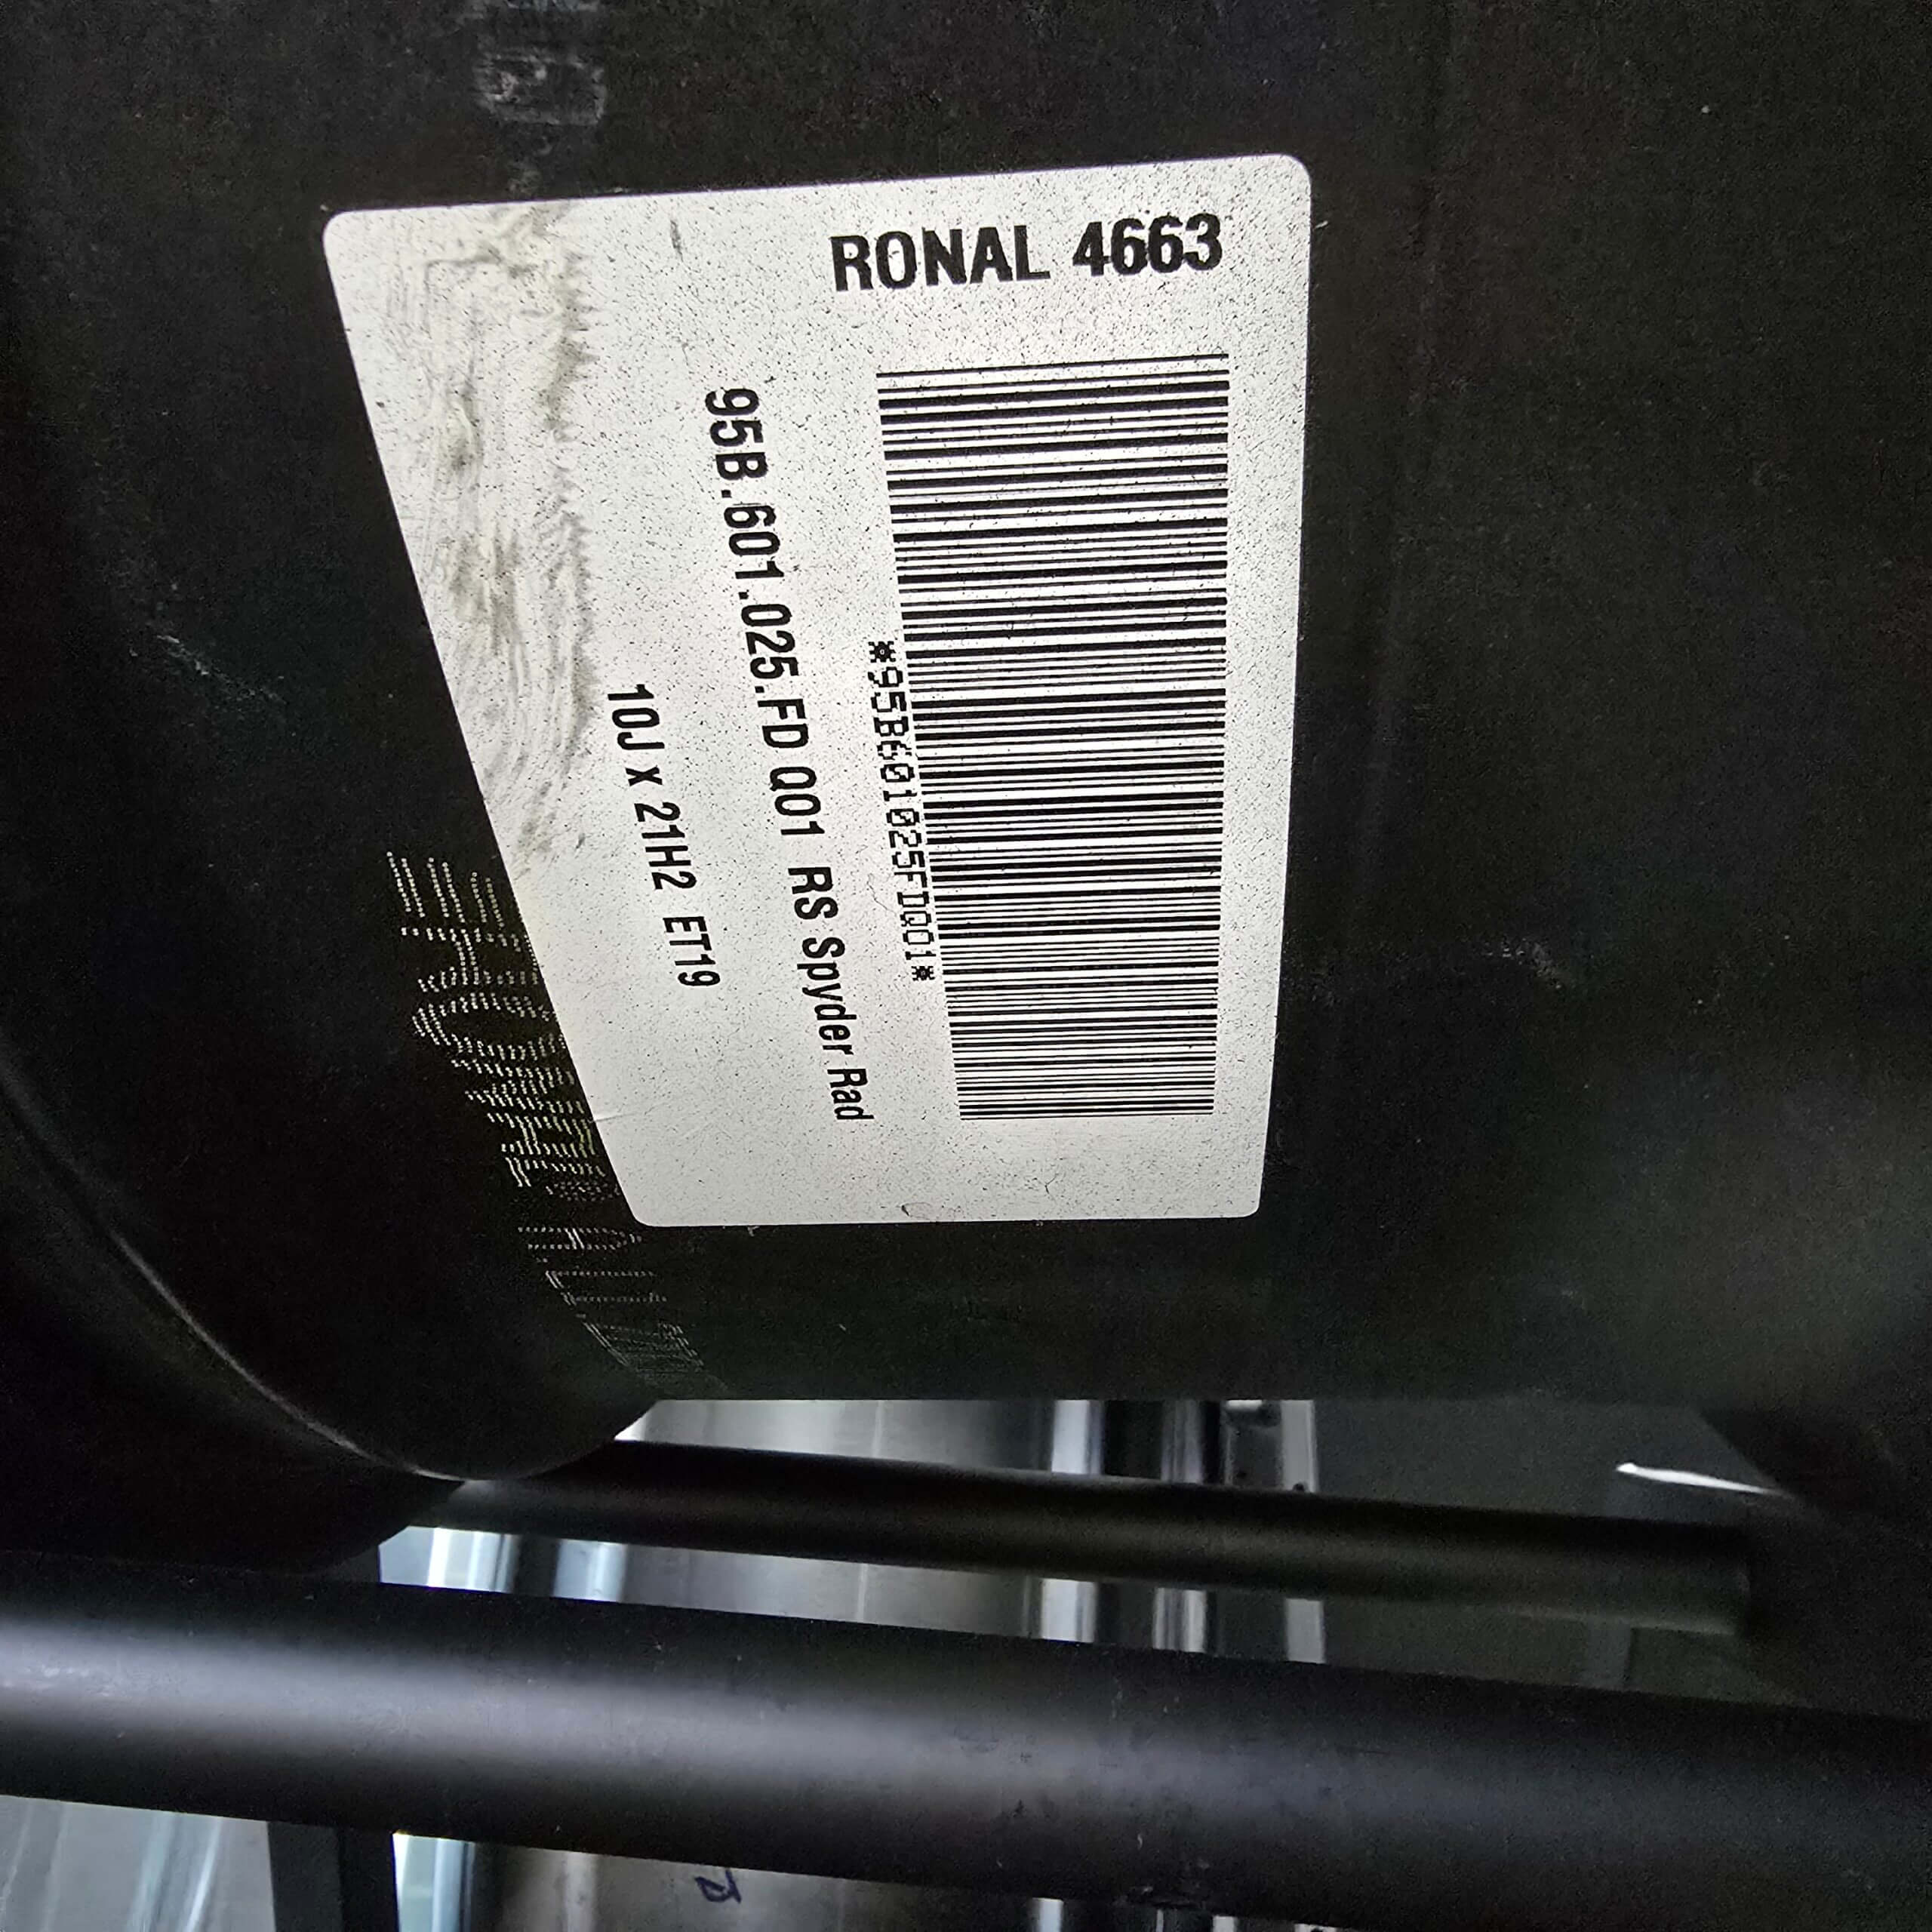 RONAL 4663
*95B601025FDQ01*
95B.601.025.FD Q01 RS Spyder Rad
10J x 21H2 ET19